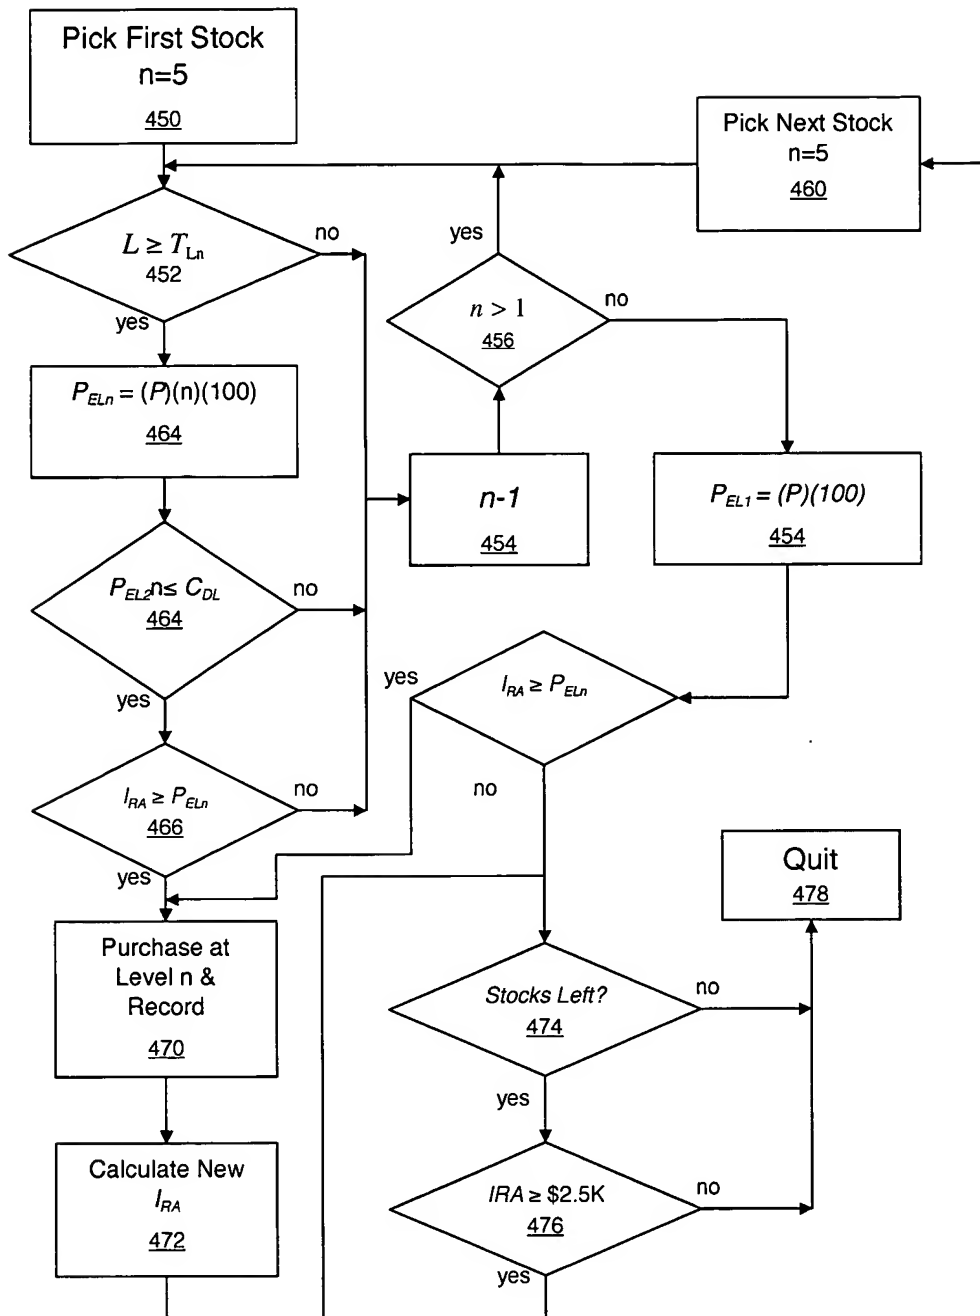 Pick First Stock
n=5
450
Pick Next Stock
n=5
460
L ≥ T_Ln
452
no
yes
yes
n > 1
456
no
P_ELn = (P)(n)(100)
464
n-1
454
P_EL1 = (P)(100)
454
P_EL2n≤ C_DL
464
no
yes
yes
I_RA ≥ P_ELn
no
I_RA ≥ P_ELn
466
no
yes
Quit
478
Purchase at
Level n &
Record
470
Stocks Left?
474
no
yes
Calculate New
I_RA
472
IRA ≥ $2.5K
476
no
yes